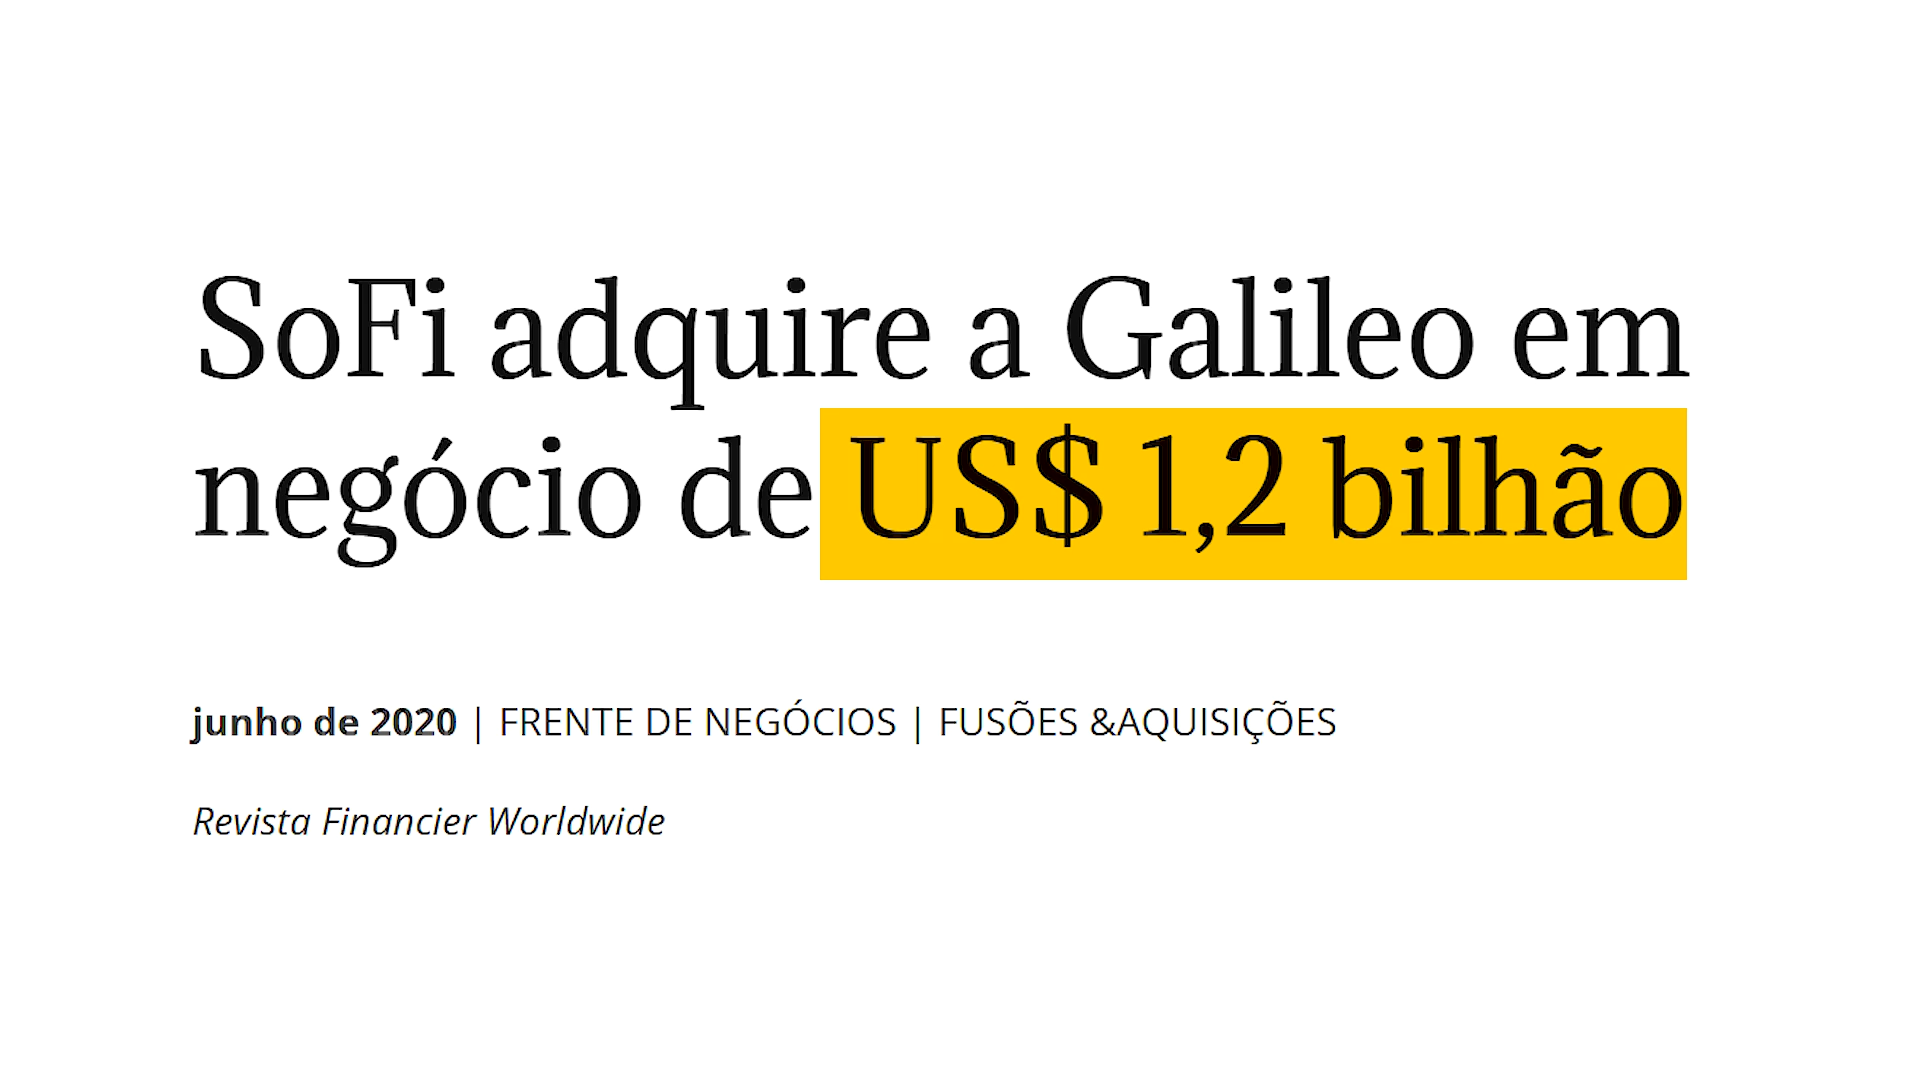 SoFi adquire a Galileo em
negócio de US$ 1,2 bilhão
junho de 2020 | FRENTE DE NEGÓCIOS | FUSÕES &AQUISIÇÕES
Revista Financier Worldwide